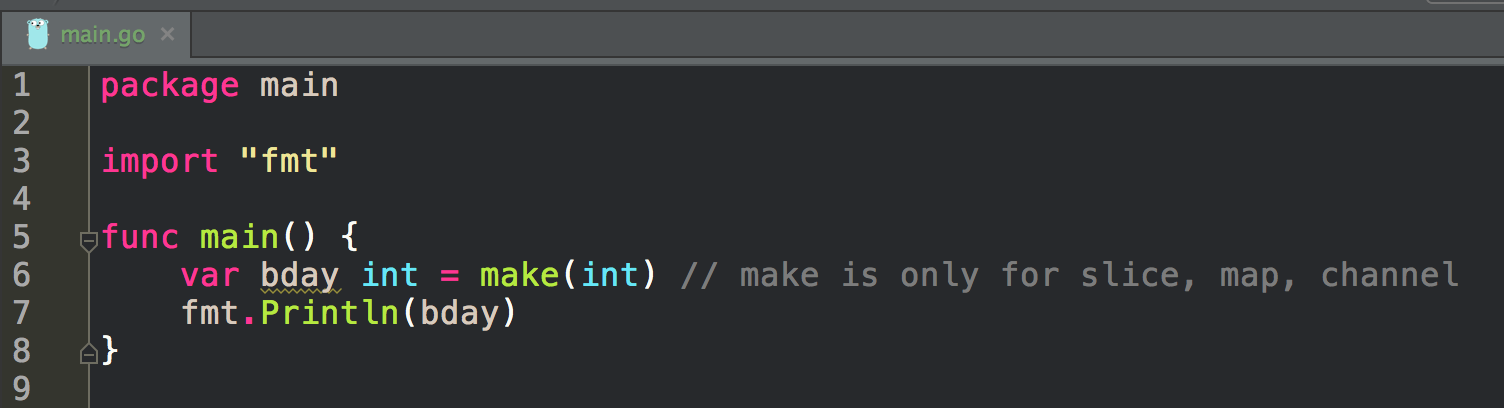 main.go ×
1 package main
2
3 import "fmt"
4
5 func main() {
6     var bday int = make(int) // make is only for slice, map, channel
7     fmt.Println(bday)
8 }
9